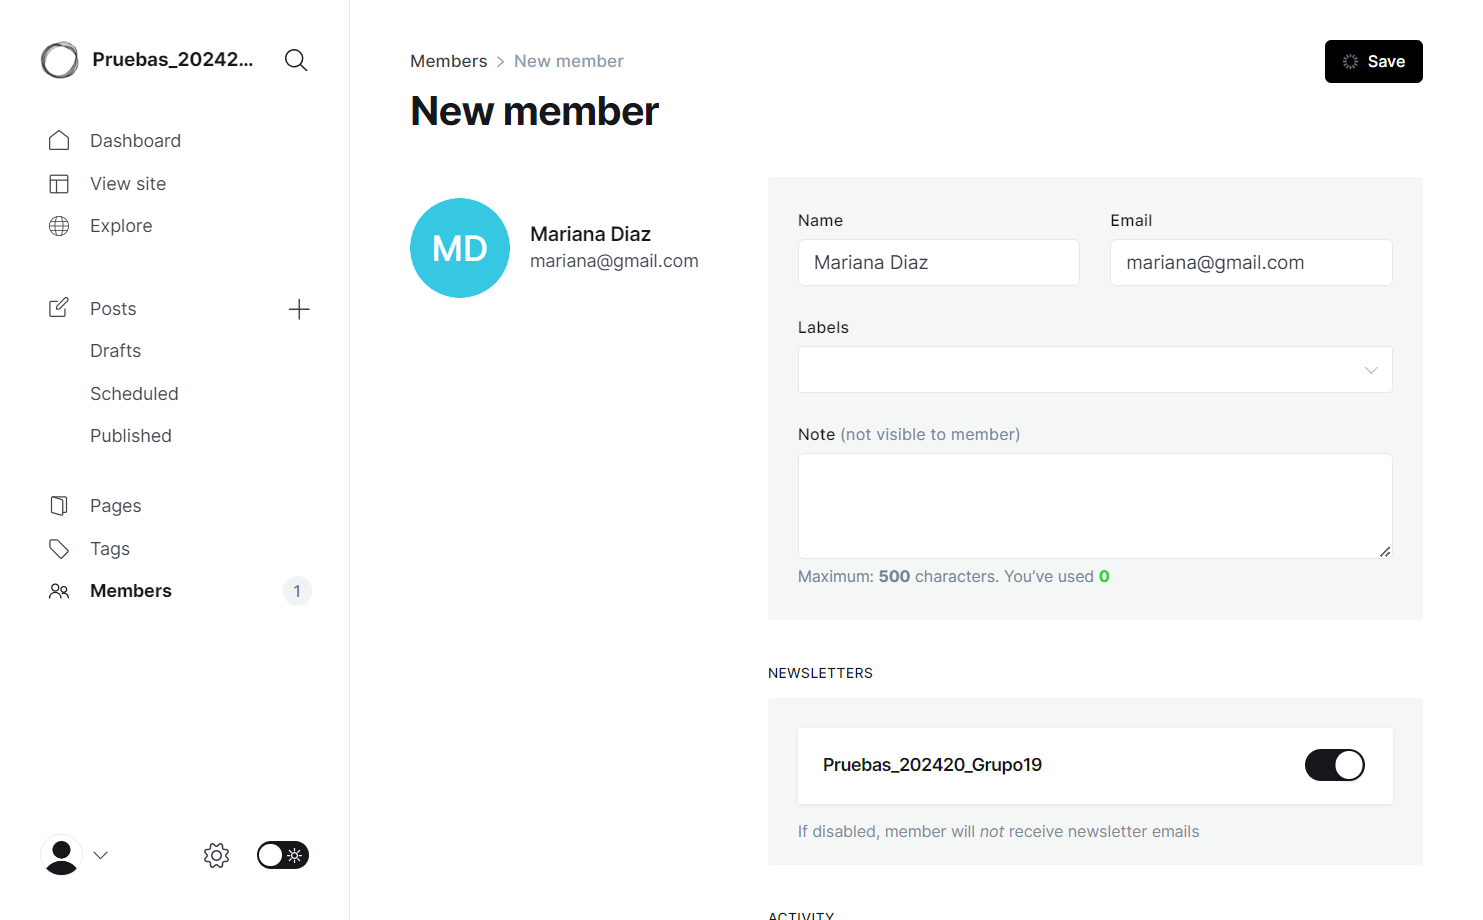 Pruebas_20242...
Dashboard
View site
Explore
Posts
Drafts
Scheduled
Published
Pages
Tags
Members 1
Members > New member
Save
New member
MD
Mariana Diaz
mariana@gmail.com
Name
Email
Mariana Diaz
mariana@gmail.com
Labels
Note (not visible to member)
Maximum: 500 characters. You've used 0
NEWSLETTERS
Pruebas_202420_Grupo19
If disabled, member will not receive newsletter emails
ACTIVITY